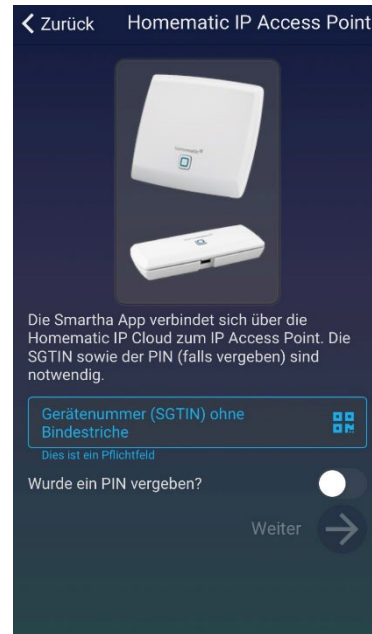 Zurück Homematic IP Access Point
homematic IP
Die Smartha App verbindet sich über die
Homematic IP Cloud zum IP Access Point. Die
SGTIN sowie der PIN (falls vergeben) sind
notwendig.
Gerätenummer (SGTIN) ohne
Bindestriche
Dies ist ein Pflichtfeld
Wurde ein PIN vergeben?
Weiter